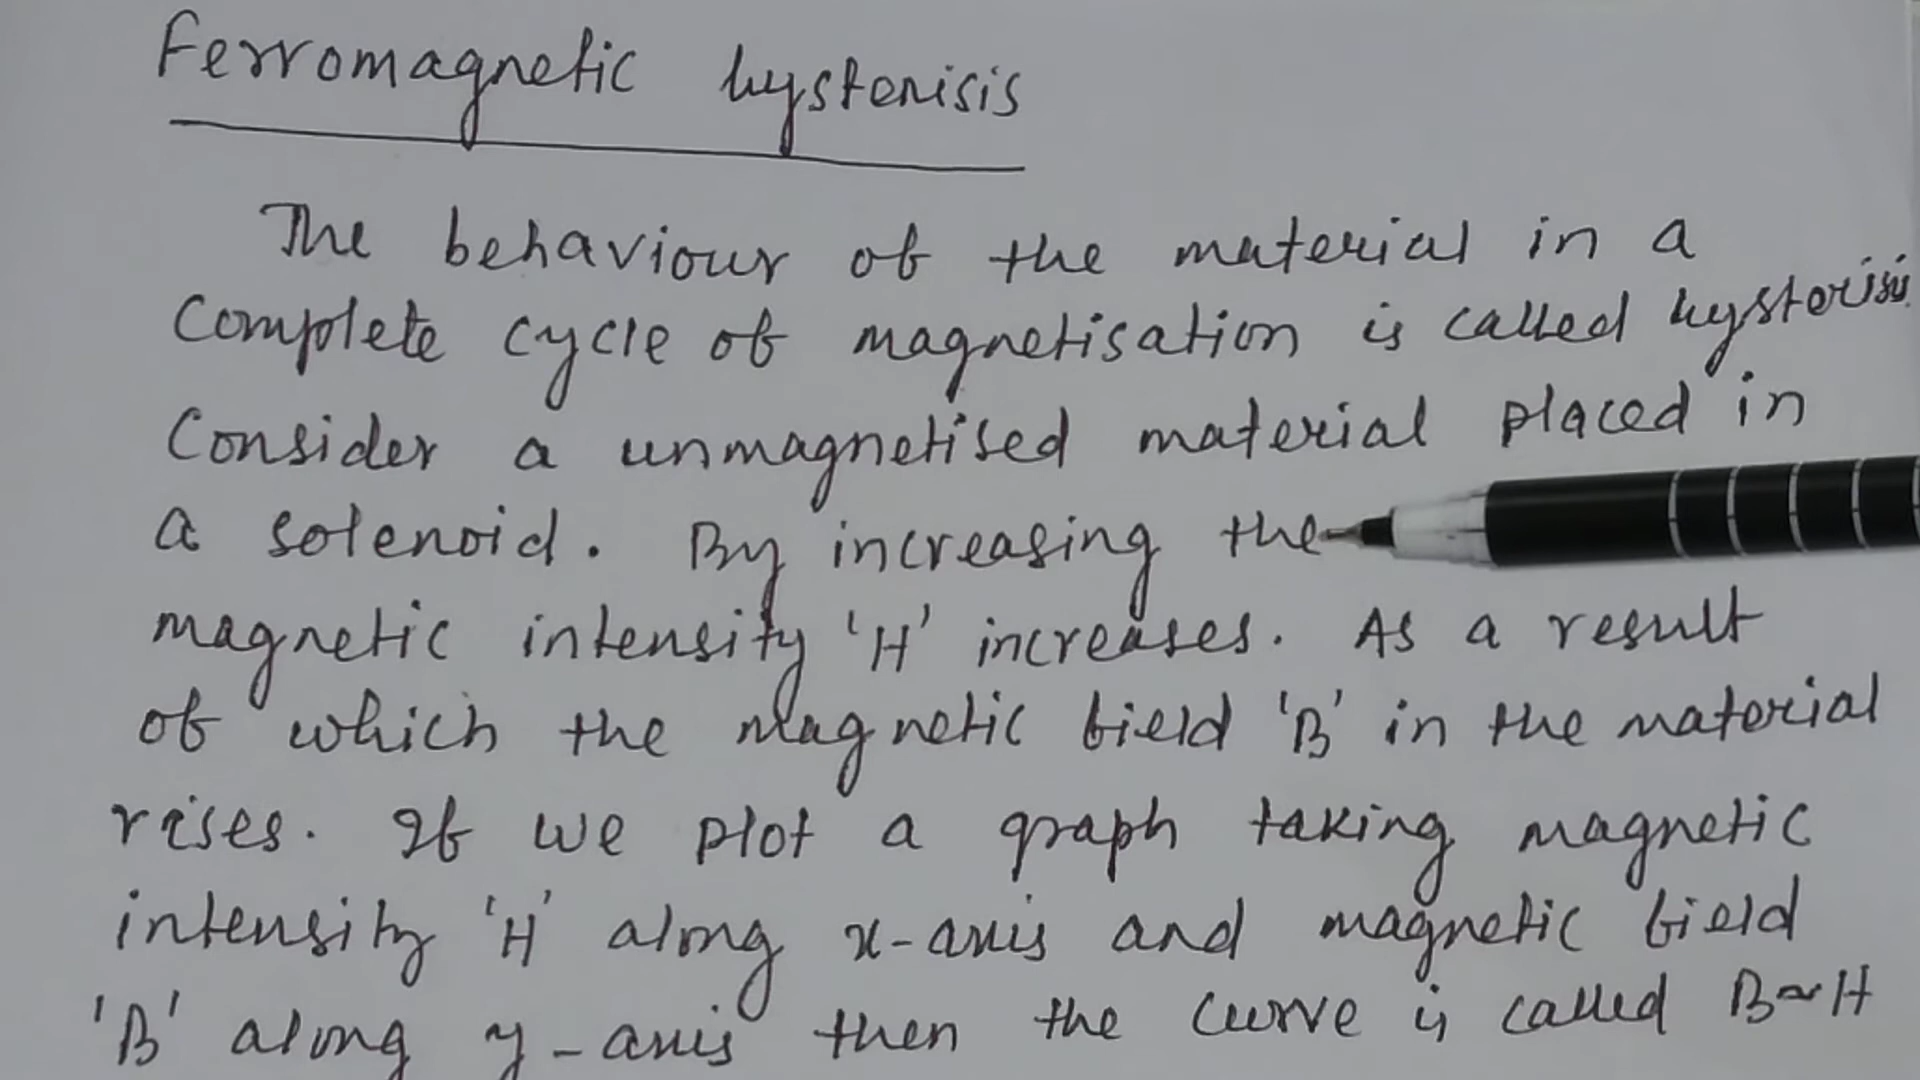 Ferromagnetic hysterisis
The behaviour of the material in a
Complete cycle of magnetisation is called hysterisis.
Consider a unmagnetised material placed in
a solenoid. By increasing the
magnetic intensity 'H' increases. As a result
of which the magnetic field 'B' in the material
rises. If we plot a graph taking magnetic
intensity 'H' along x-axis and magnetic field
'B' along y-axis then the curve is called B~H